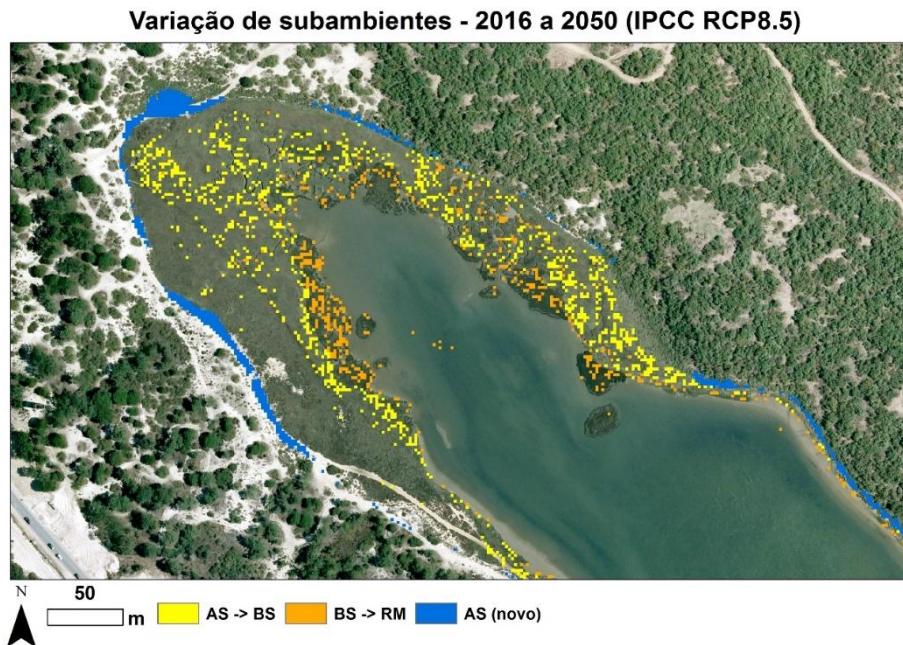 Variação de subambientes - 2016 a 2050 (IPCC RCP8.5)
N
50
m
AS -> BS
BS -> RM
AS (novo)